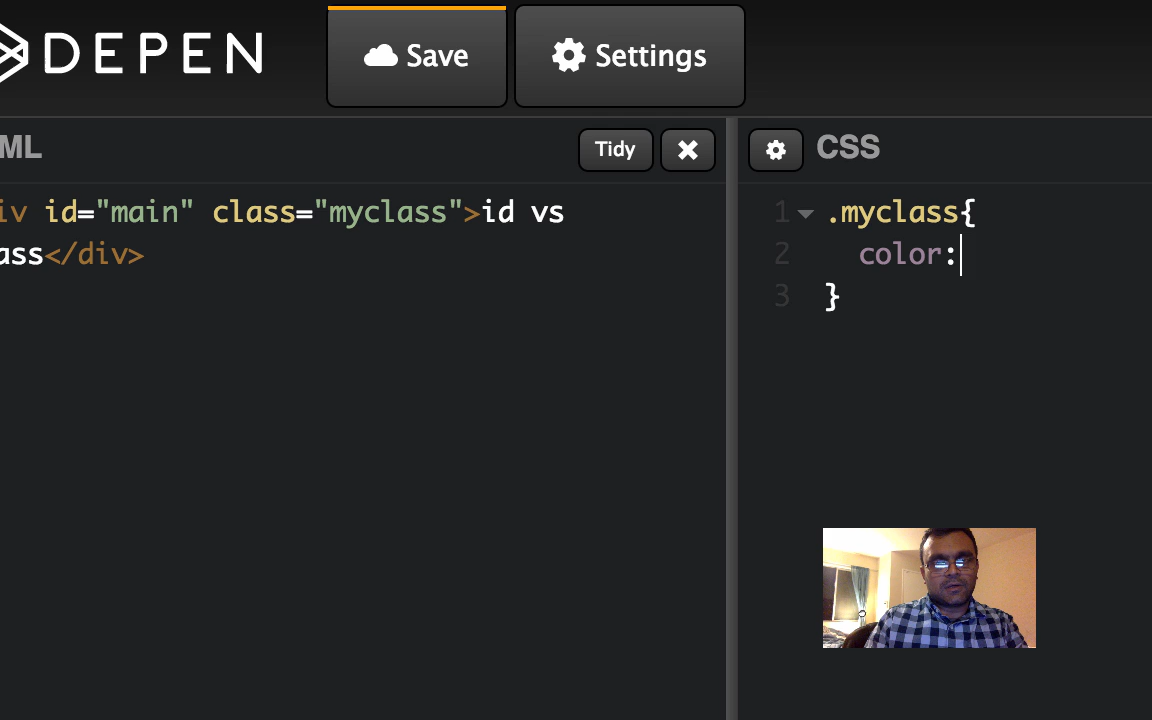 DEPEN
Save
Settings
ML
Tidy
CSS
iv id="main" class="myclass">id vs
ass</div>
1 .myclass{
2 color:
3 }